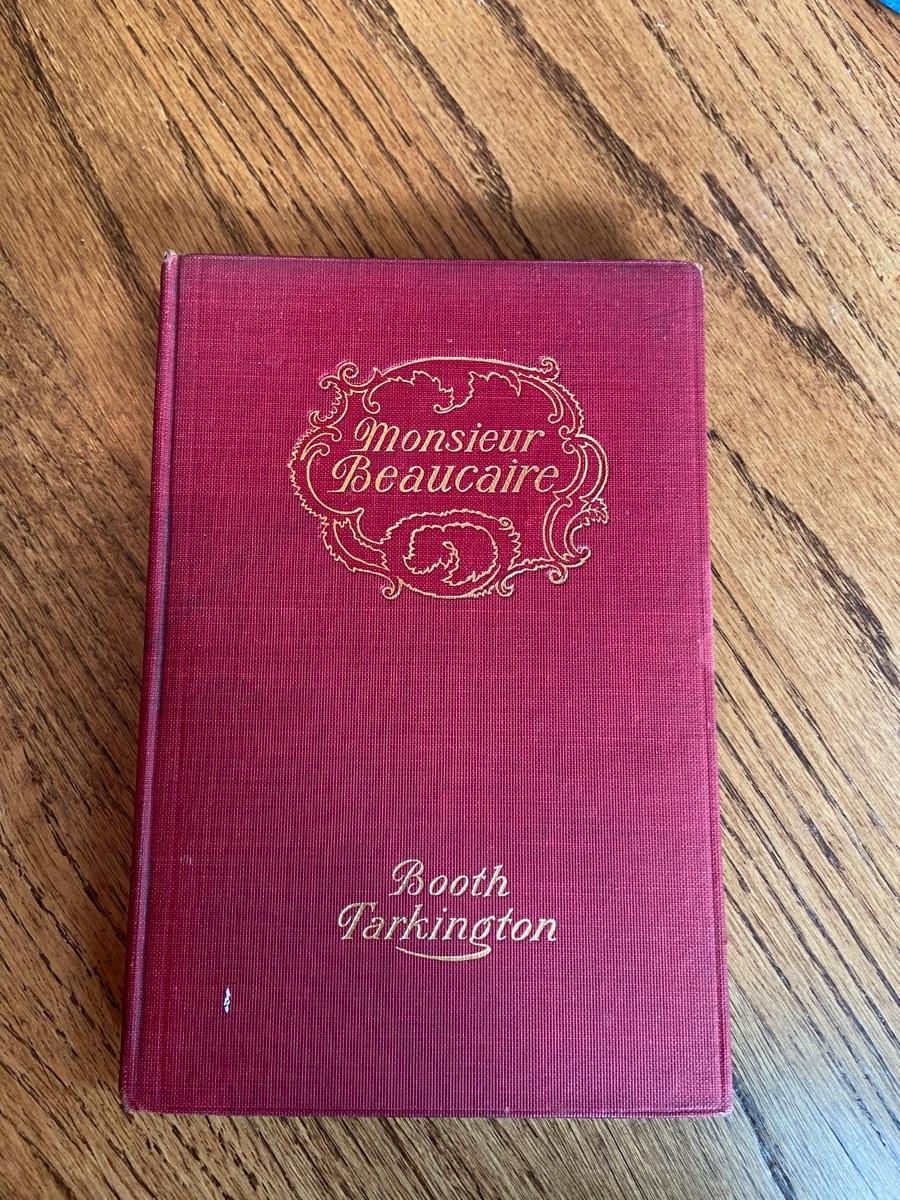 Monsieur
Beaucaire
Booth
Tarkington